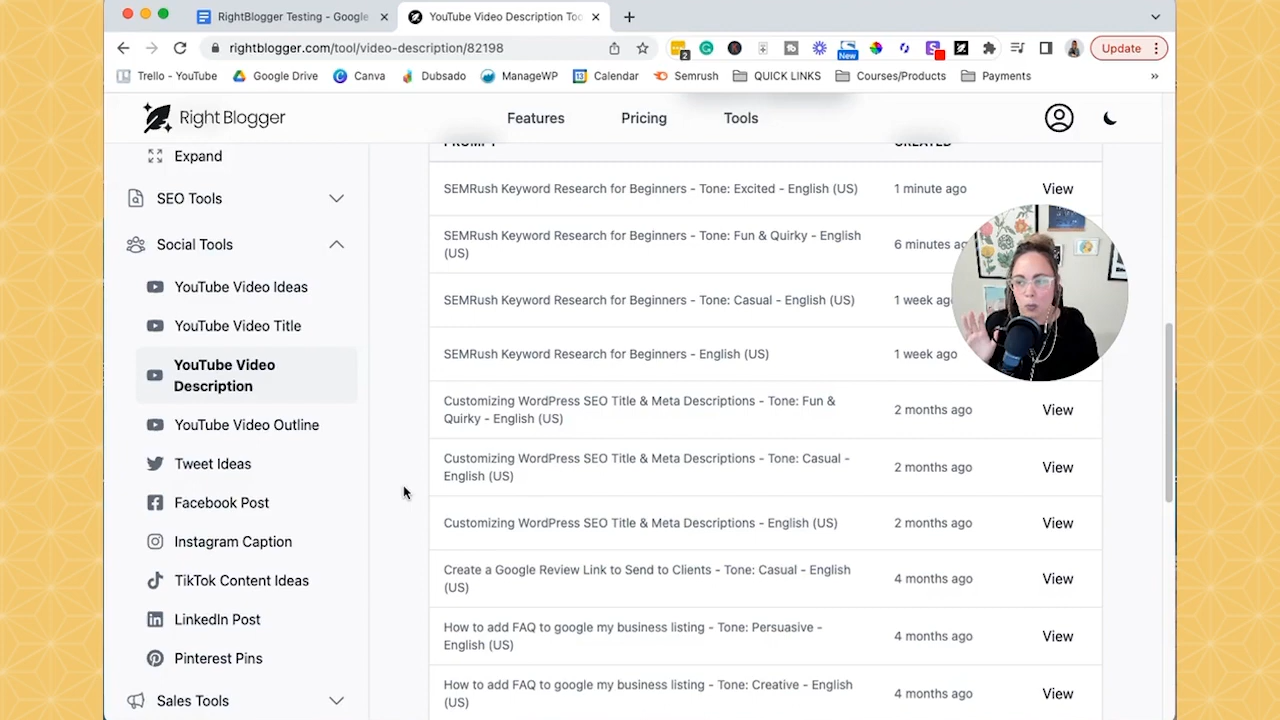 RightBlogger Testing - Google
YouTube Video Description Too
rightblogger.com/tool/video-description/82198
2
New
Update
Trello - YouTube
Google Drive
Canva
Dubsado
ManageWP
Calendar
Semrush
QUICK LINKS
Courses/Products
Payments
»
RightBlogger
Features
Pricing
Tools
Expand
SEO Tools
Social Tools
YouTube Video Ideas
YouTube Video Title
YouTube Video
Description
YouTube Video Outline
Tweet Ideas
Facebook Post
Instagram Caption
TikTok Content Ideas
LinkedIn Post
Pinterest Pins
Sales Tools
PROMPT
CREATED
SEMRush Keyword Research for Beginners - Tone: Excited - English (US)
1 minute ago
View
SEMRush Keyword Research for Beginners - Tone: Fun & Quirky - English
(US)
6 minutes ag
SEMRush Keyword Research for Beginners - Tone: Casual - English (US)
1 week ag
SEMRush Keyword Research for Beginners - English (US)
1 week ago
Customizing WordPress SEO Title & Meta Descriptions - Tone: Fun &
Quirky - English (US)
2 months ago
View
Customizing WordPress SEO Title & Meta Descriptions - Tone: Casual -
English (US)
2 months ago
View
Customizing WordPress SEO Title & Meta Descriptions - English (US)
2 months ago
View
Create a Google Review Link to Send to Clients - Tone: Casual - English
(US)
4 months ago
View
How to add FAQ to google my business listing - Tone: Persuasive -
English (US)
4 months ago
View
How to add FAQ to google my business listing - Tone: Creative - English
(US)
4 months ago
View